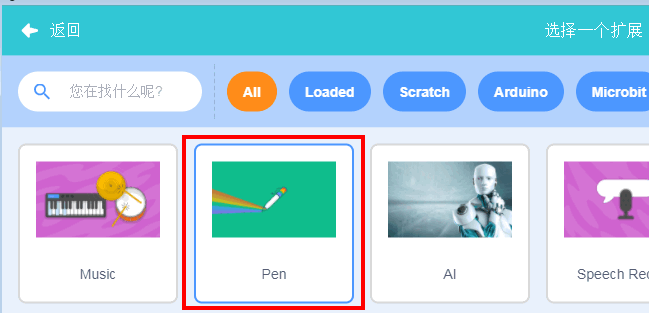 返回
选择一个扩展
您在找什么呢?
All
Loaded
Scratch
Arduino
Microbit
Music
Pen
AI
Speech Rec